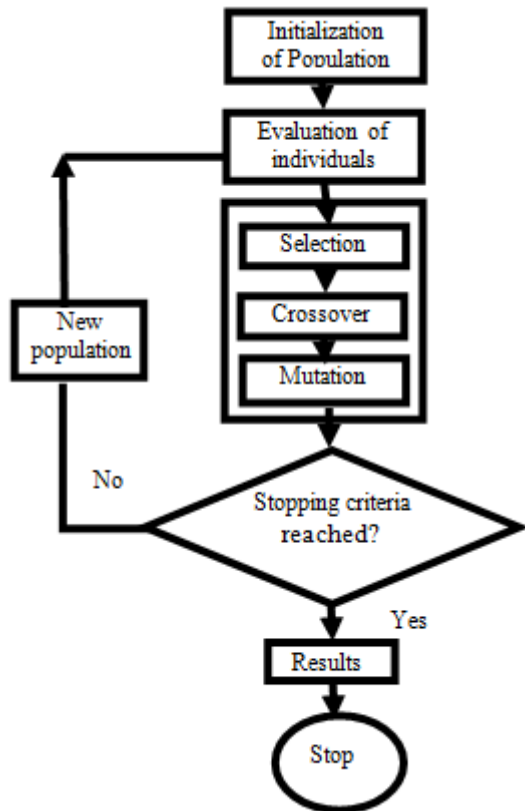 Initialization
of Population
Evaluation of
individuals
Selection
Crossover
Mutation
New
population
No
Stopping criteria
reached?
Yes
Results
Stop